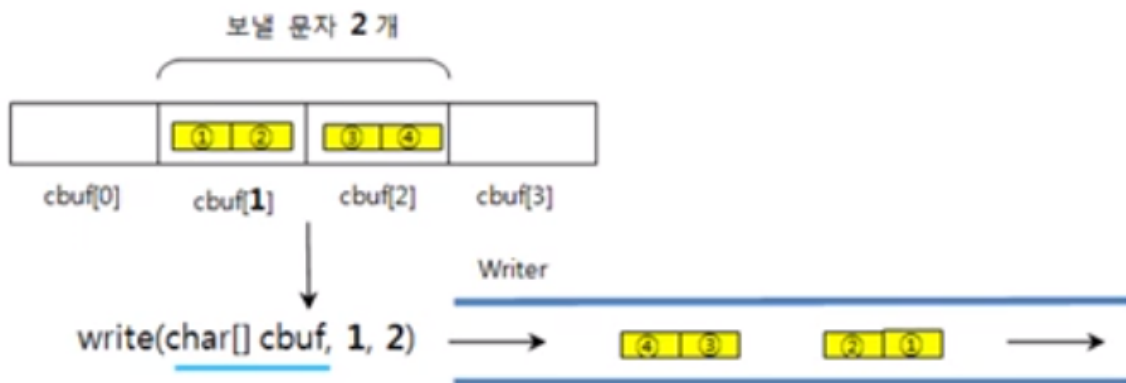 보낼 문자 2 개
① ② ③ ④
cbuf[0] cbuf[1] cbuf[2] cbuf[3]
Writer
write(char[] cbuf, 1, 2)
④ ③ ② ①